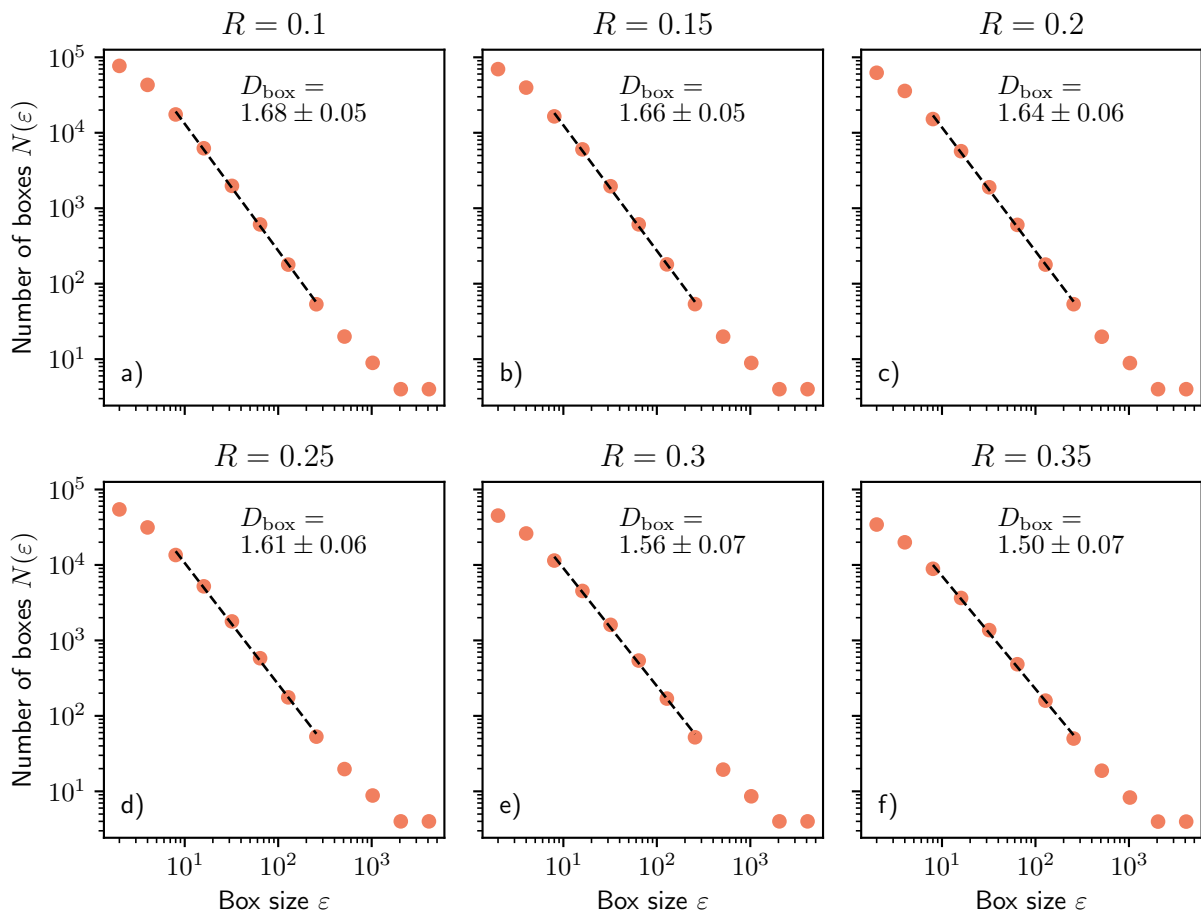 R = 0.1
R = 0.15
R = 0.2
Number of boxes N(ε)
10^5
10^4
10^3
10^2
10^1
D_box =
1.68 ± 0.05
a)
D_box =
1.66 ± 0.05
b)
D_box =
1.64 ± 0.06
c)
R = 0.25
R = 0.3
R = 0.35
Number of boxes N(ε)
10^5
10^4
10^3
10^2
10^1
D_box =
1.61 ± 0.06
d)
D_box =
1.56 ± 0.07
e)
D_box =
1.50 ± 0.07
f)
10^1 10^2 10^3
10^1 10^2 10^3
10^1 10^2 10^3
Box size ε
Box size ε
Box size ε